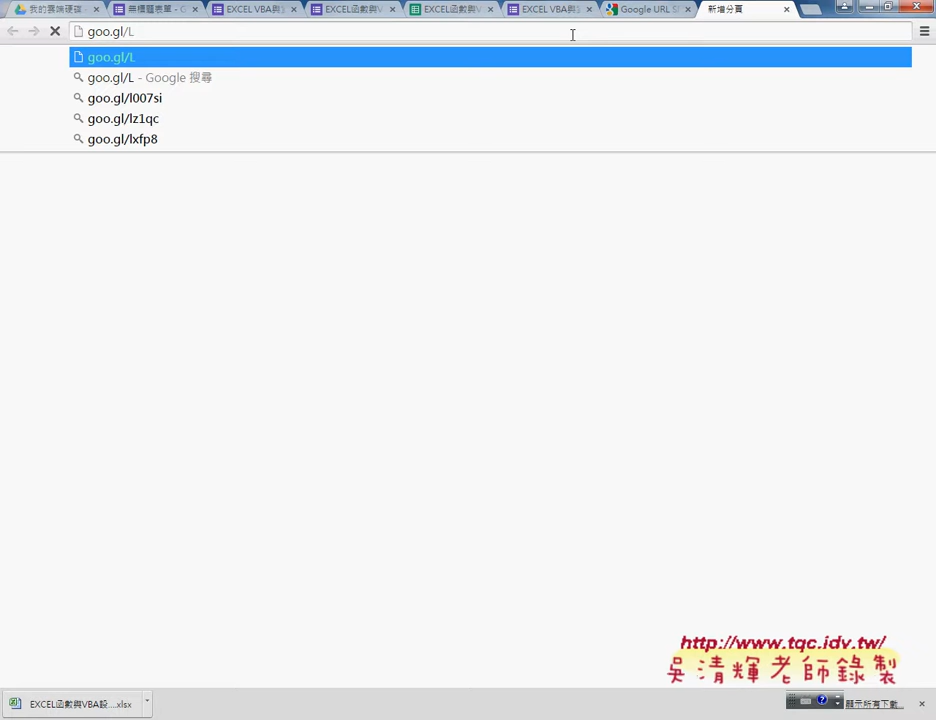 我的雲端硬碟
無標題表單 - G
EXCEL VBA與
EXCEL函數與V
EXCEL函數與V
EXCEL VBA與
Google URL
新增分頁
goo.gl/L
goo.gl/L
goo.gl/L - Google 搜尋
goo.gl/l007si
goo.gl/lz1qc
goo.gl/lxfp8
http://www.tqc.idv.tw/
吳清輝老師錄製
EXCEL函數與VBA設....xlsx
顯示所有下載...